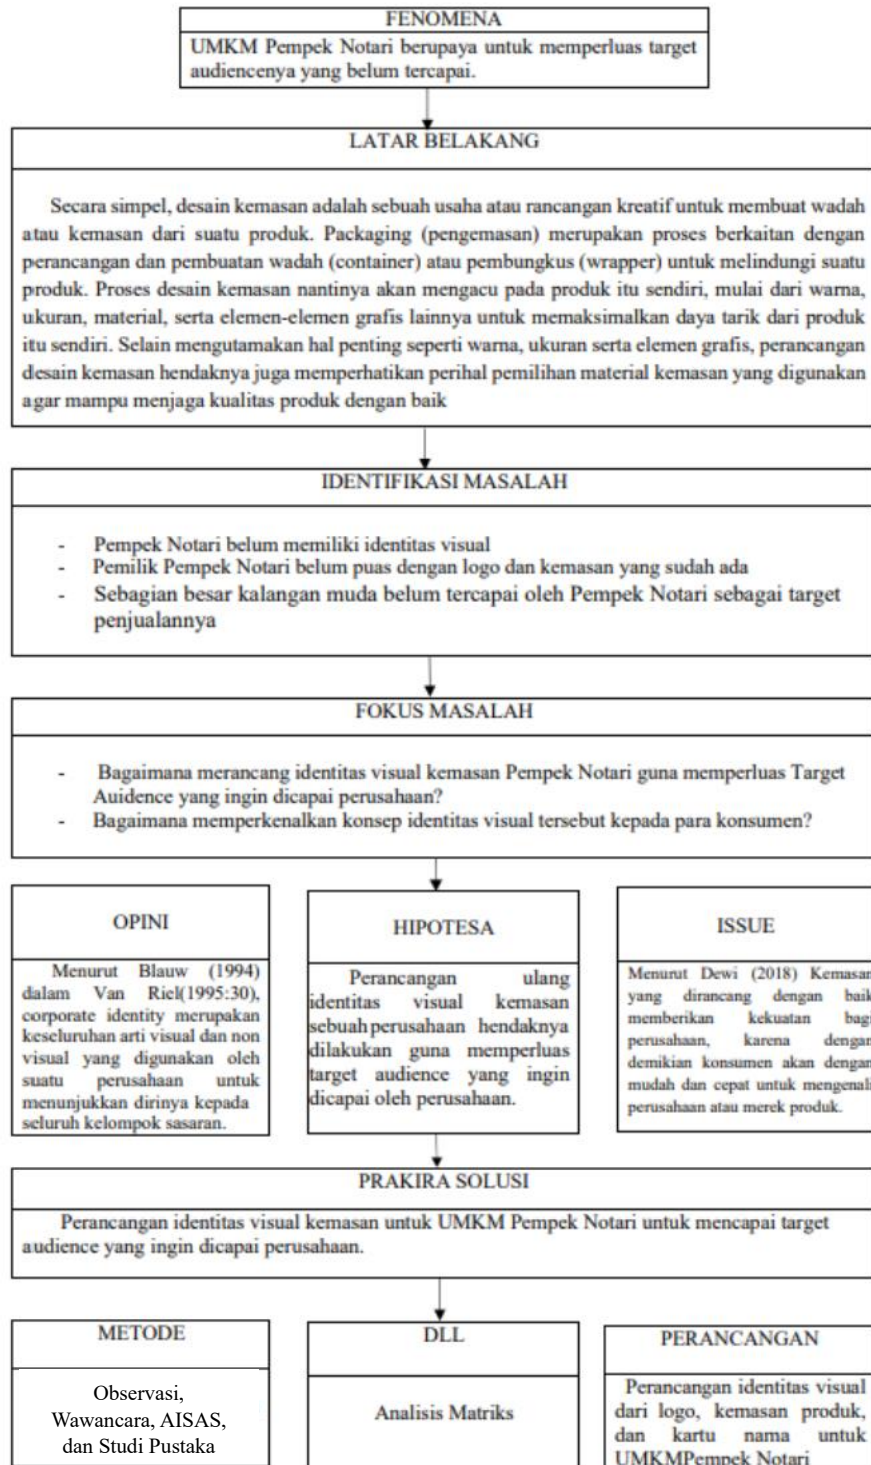 FENOMENA
UMKM Pempek Notari berupaya untuk memperluas target
audiencenya yang belum tercapai.
LATAR BELAKANG
Secara simpel, desain kemasan adalah sebuah usaha atau rancangan kreatif untuk membuat wadah
atau kemasan dari suatu produk. Packaging (pengemasan) merupakan proses berkaitan dengan
perancangan dan pembuatan wadah (container) atau pembungkus (wrapper) untuk melindungi suatu
produk. Proses desain kemasan nantinya akan mengacu pada produk itu sendiri, mulai dari warna,
ukuran, material, serta elemen-elemen grafis lainnya untuk memaksimalkan daya tarik dari produk
itu sendiri. Selain mengutamakan hal penting seperti warna, ukuran serta elemen grafis, perancangan
desain kemasan hendaknya juga memperhatikan perihal pemilihan material kemasan yang digunakan
agar mampu menjaga kualitas produk dengan baik
IDENTIFIKASI MASALAH
- Pempek Notari belum memiliki identitas visual
- Pemilik Pempek Notari belum puas dengan logo dan kemasan yang sudah ada
- Sebagian besar kalangan muda belum tercapai oleh Pempek Notari sebagai target
penjualannya
FOKUS MASALAH
- Bagaimana merancang identitas visual kemasan Pempek Notari guna memperluas Target
Auidence yang ingin dicapai perusahaan?
- Bagaimana memperkenalkan konsep identitas visual tersebut kepada para konsumen?
OPINI
Menurut Blauw (1994)
dalam Van Riel(1995:30),
corporate identity merupakan
keseluruhan arti visual dan non
visual yang digunakan oleh
suatu perusahaan untuk
menunjukkan dirinya kepada
seluruh kelompok sasaran.
HIPOTESA
Perancangan ulang
identitas visual kemasan
sebuah perusahaan hendaknya
dilakukan guna memperluas
target audience yang ingin
dicapai oleh perusahaan.
ISSUE
Menurut Dewi (2018) Kemasan
yang dirancang dengan baik
memberikan kekuatan bagi
perusahaan, karena dengan
demikian konsumen akan dengan
mudah dan cepat untuk mengenali
perusahaan atau merek produk.
PRAKIRA SOLUSI
Perancangan identitas visual kemasan untuk UMKM Pempek Notari untuk mencapai target
audience yang ingin dicapai perusahaan.
METODE
Observasi,
Wawancara, AISAS,
dan Studi Pustaka
DLL
Analisis Matriks
PERANCANGAN
Perancangan identitas visual
dari logo, kemasan produk,
dan kartu nama untuk
UMKMPempek Notari